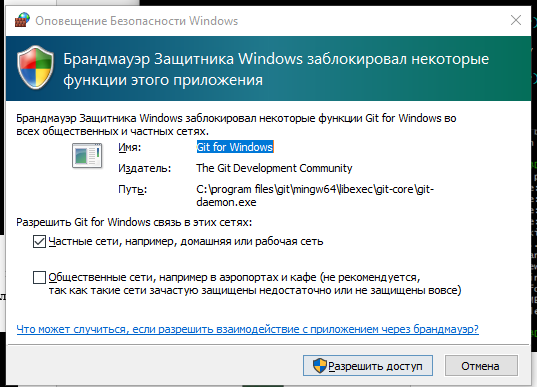 Оповещение Безопасности Windows
Брандмауэр Защитника Windows заблокировал некоторые
функции этого приложения
Брандмауэр Защитника Windows заблокировал некоторые функции Git for Windows во
всех общественных и частных сетях.
Имя: Git for Windows
Издатель: The Git Development Community
Путь: C:\program files\git\mingw64\libexec\git-core\git-
daemon.exe
Разрешить Git for Windows связь в этих сетях:
Частные сети, например, домашняя или рабочая сеть
Общественные сети, например в аэропортах и кафе (не рекомендуется,
так как такие сети зачастую защищены недостаточно или не защищены вовсе)
Что может случиться, если разрешить взаимодействие с приложением через брандмауэр?
Разрешить доступ
Отмена